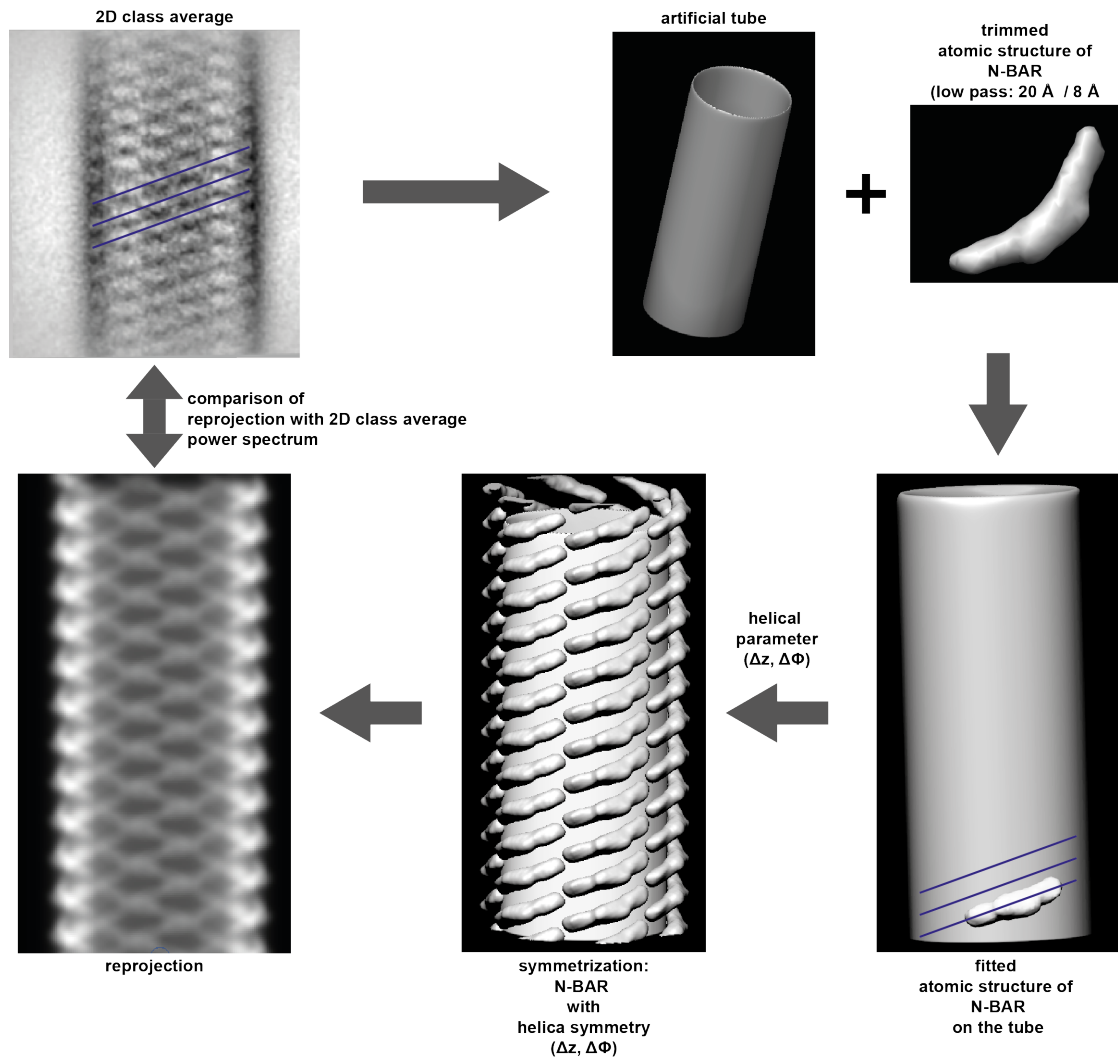 2D class average
artificial tube
trimmed
atomic structure of
N-BAR
(low pass: 20 Å  / 8 Å
comparison of
reprojection with 2D class average
power spectrum
helical
parameter
(Δz, ΔΦ)
reprojection
symmetrization:
N-BAR
with
helica symmetry
(Δz, ΔΦ)
fitted
atomic structure of
N-BAR
on the tube